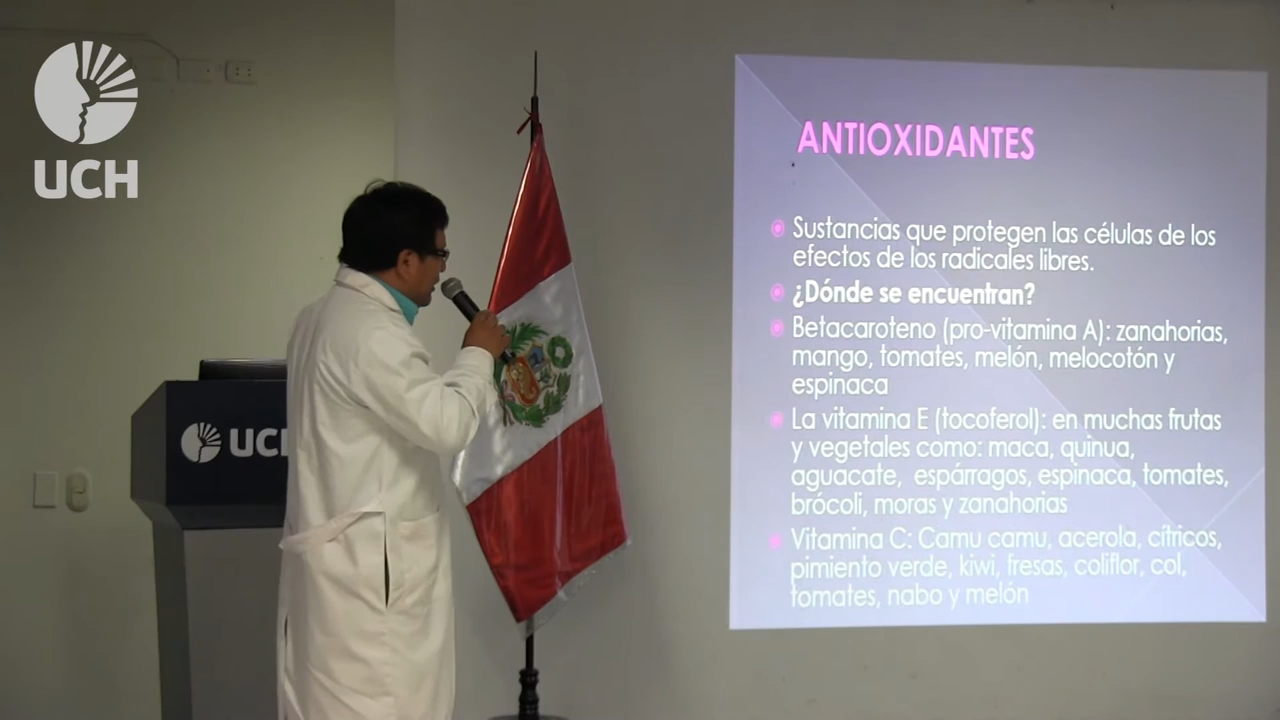 UCH
UCH
ANTIOXIDANTES
Sustancias que protegen las células de los
efectos de los radicales libres.
¿Dónde se encuentran?
Betacaroteno (pro-vitamina A): zanahorias,
mango, tomates, melón, melocotón y
espinaca
La vitamina E (tocoferol): en muchas frutas
y vegetales como: maca, quinua,
aguacate, espárragos, espinaca, tomates,
brócoli, moras y zanahorias
Vitamina C: Camu camu, acerola, cítricos,
pimiento verde, kiwi, fresas, coliflor, col,
tomates, nabo y melón